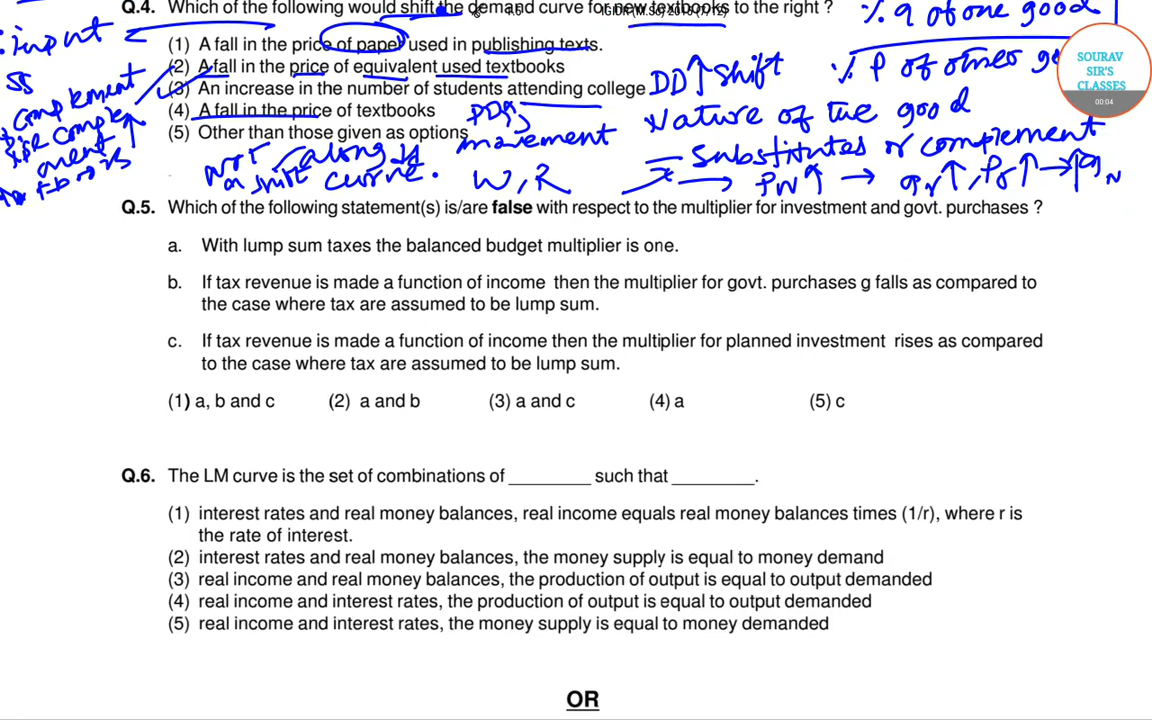 Q.4 Which of the following would shift the demand curve for new textbooks to the right ?
% q of one good
: input
(1) A fall in the price of paper used in publishing texts.
% P of other
SOURAV
SIR'S
CLASSES
00:04
SS
complement
(2) A fall in the price of equivalent used textbooks
(3) An increase in the number of students attending college
DD↑ shift
(4) A fall in the price of textbooks
Nature of the good
(5) Other than those given as options
movement
along
curve.
not shift
W, R
Substitutes or complement
Q.5. Which of the following statement(s) is/are false with respect to the multiplier for investment and govt. purchases ?
a. With lump sum taxes the balanced budget multiplier is one.
b. If tax revenue is made a function of income then the multiplier for govt. purchases g falls as compared to
the case where tax are assumed to be lump sum.
c. If tax revenue is made a function of income then the multiplier for planned investment rises as compared
to the case where tax are assumed to be lump sum.
(1) a, b and c (2) a and b (3) a and c (4) a (5) c
Q.6. The LM curve is the set of combinations of ________ such that ________.
(1) interest rates and real money balances, real income equals real money balances times (1/r), where r is
the rate of interest.
(2) interest rates and real money balances, the money supply is equal to money demand
(3) real income and real money balances, the production of output is equal to output demanded
(4) real income and interest rates, the production of output is equal to output demanded
(5) real income and interest rates, the money supply is equal to money demanded
OR